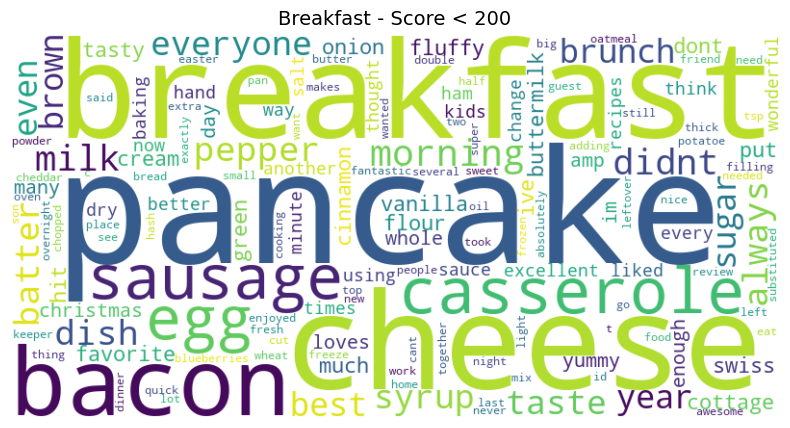 Breakfast - Score < 200
tasty
easter
everyone
butter
onion
fluffy
double
big
oatmeal
brunch
dont
friend
need
even
brown
said
breakfast
pan
makes
salt
thought
wanted
ham
half
kids
two
super
change
buttermilk
guest
recipes
still
think
thick
tsp
wonderful
baking
hand
extra
day
way
want
powder
milk
now
cream
exactly
pepper
another
morning
amp
adding
potatoe
didnt
put
filling
needed
cheddar
many
bread
small
cinnamon
fantastic
several
sweet
ive
absolutely
im
leftover
sugar
always
oven
son
overnight
chopped
batter
dry
place
see
better
hash
green
cooking
minute
pancake
vanilla
oil
flour
whole
took
frozen
every
nice
hit
sausage
using
top
new
people
sauce
excellent
liked
review
substituted
christmas
keeper
thing
dish
favorite
egg
enjoyed
fresh
times
casserole
go
left
blueberries
wheat
cut
freeze
loves
much
work
cant
home
cheese
together
night
light
mix
t
id
food
yummy
enough
swiss
eat
bacon
dinner
quick
lot
best
syrup
last
never
taste
year
cottage
awesome